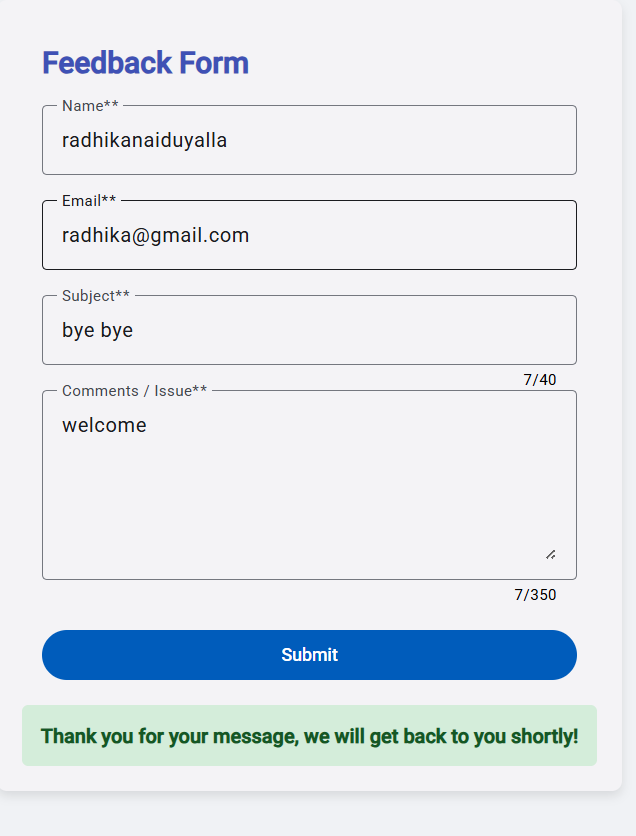 Feedback Form
Name**
radhikanaiduyalla
Email**
radhika@gmail.com
Subject**
bye bye
7/40
Comments / Issue**
welcome
7/350
Submit
Thank you for your message, we will get back to you shortly!